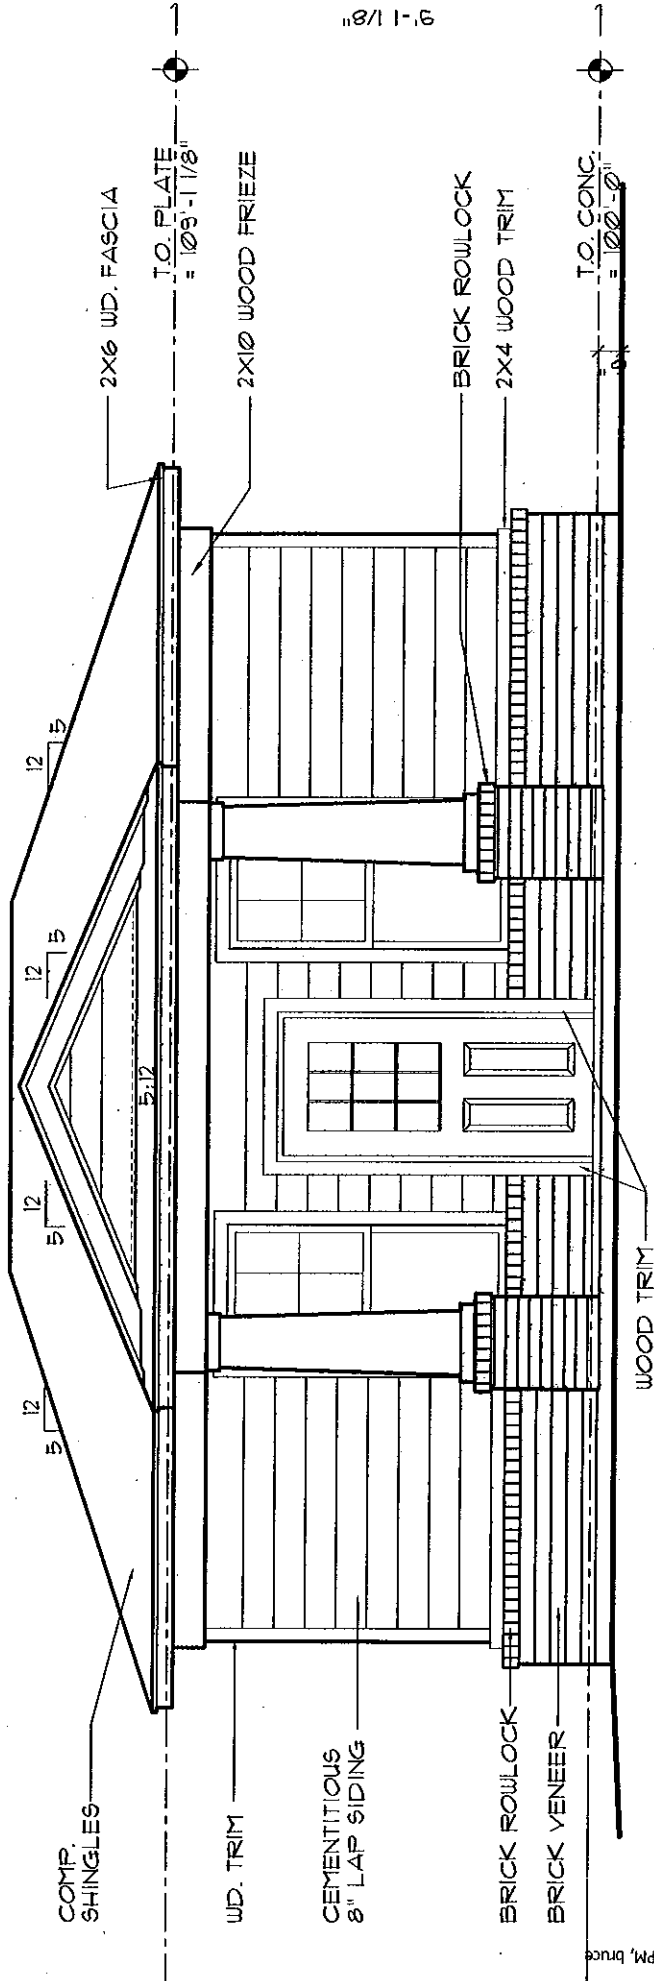 COMP.
SHINGLES
WD. TRIM
CEMENTITIOUS
8" LAP SIDING
BRICK ROWLOCK
BRICK VENEER
WOOD TRIM
12
5
12
5
5:12
12
5
12
5
2X6 WD. FASCIA
T.O. PLATE
= 109'-1 1/8"
2X10 WOOD FRIEZE
BRICK ROWLOCK
2X4 WOOD TRIM
T.O. CONC.
= 100'-0"
9'-1 1/8"
PM, bruce